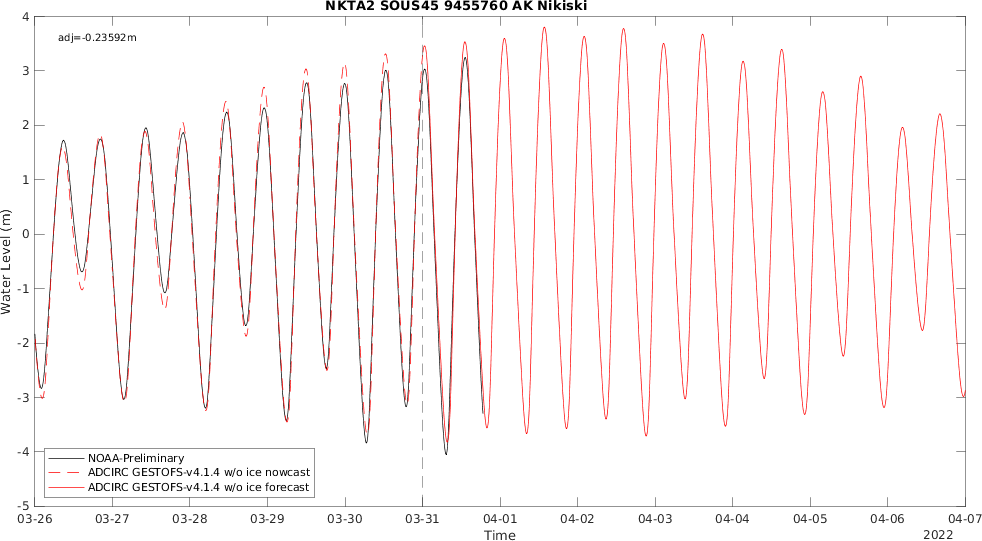 NKTA2 SOUS45 9455760 AK Nikiski
adj=-0.23592m
Water Level (m)
4
3
2
1
0
-1
-2
-3
-4
-5
NOAA-Preliminary
ADCIRC GESTOFS-v4.1.4 w/o ice nowcast
ADCIRC GESTOFS-v4.1.4 w/o ice forecast
03-26 03-27 03-28 03-29 03-30 03-31 04-01 04-02 04-03 04-04 04-05 04-06 04-07
Time
2022